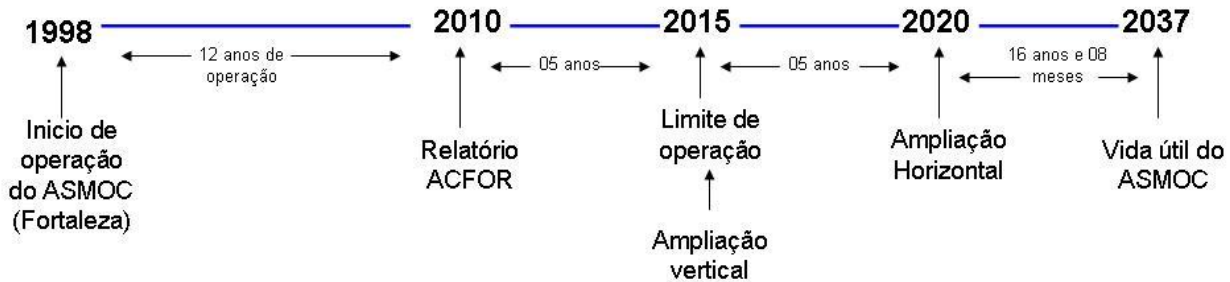 1998
2010
2015
2020
2037
12 anos de
operação
05 anos
05 anos
16 anos e 08
meses
Inicio de
operação
do ASMOC
(Fortaleza)
Relatório
ACFOR
Limite de
operação
Ampliação
vertical
Ampliação
Horizontal
Vida útil do
ASMOC